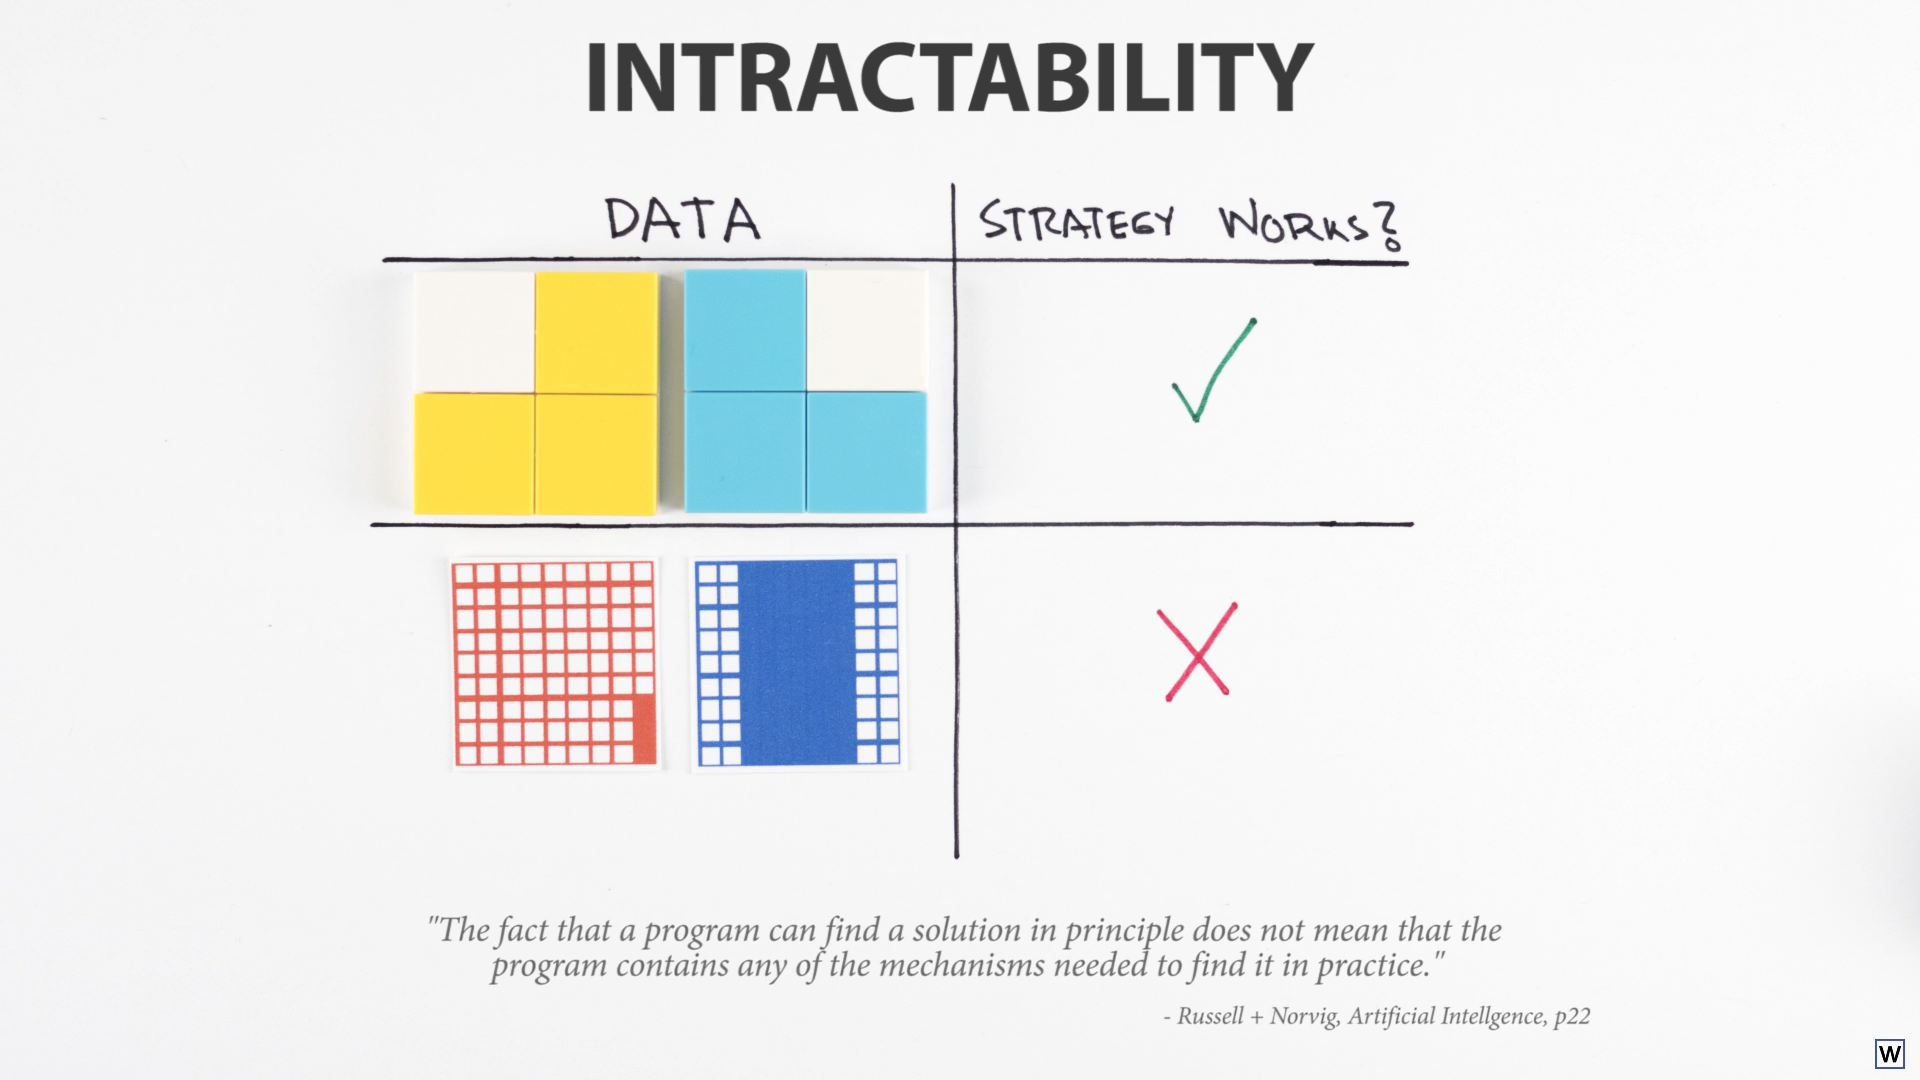 INTRACTABILITY
DATA
STRATEGY WORKS?
"The fact that a program can find a solution in principle does not mean that the
program contains any of the mechanisms needed to find it in practice."
- Russell + Norvig, Artificial Intellgence, p22
W